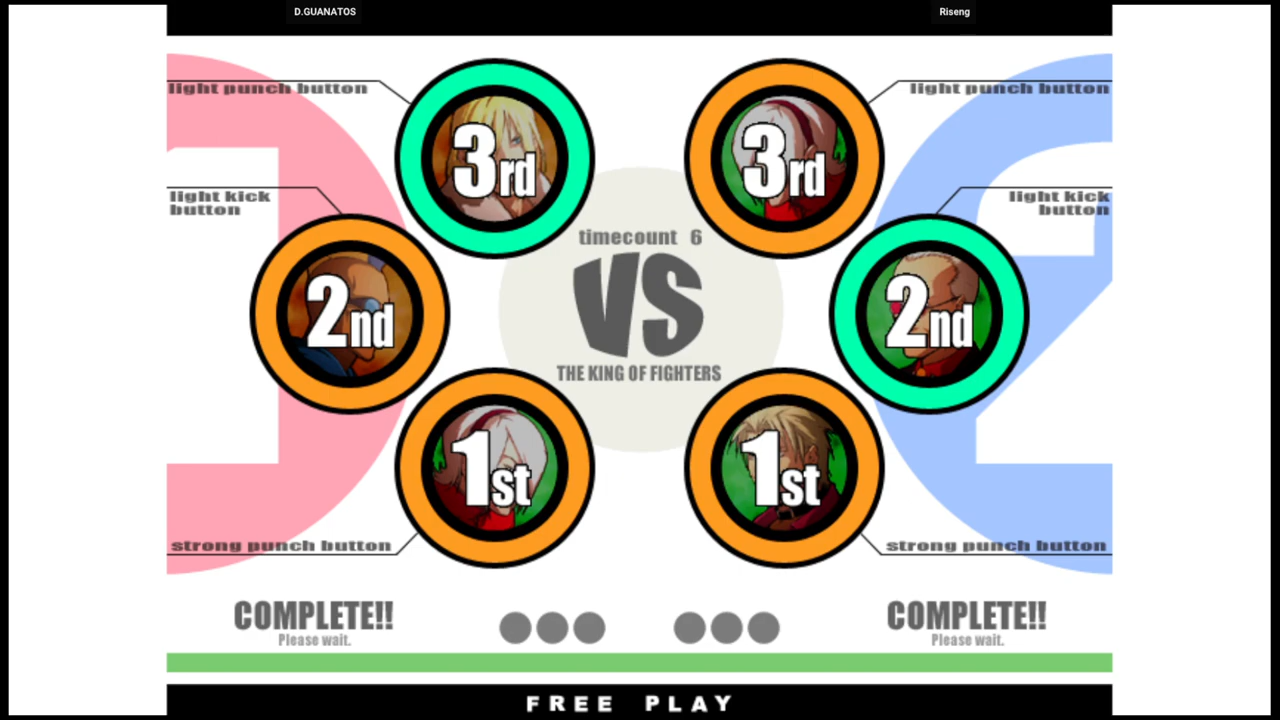 D.GUANATOS
Riseng
light punch button
light punch button
3rd
3rd
light kick
button
light kick
button
timecount 6
VS
THE KING OF FIGHTERS
2nd
2nd
1st
1st
strong punch button
strong punch button
COMPLETE!!
Please wait.
COMPLETE!!
Please wait.
FREE PLAY